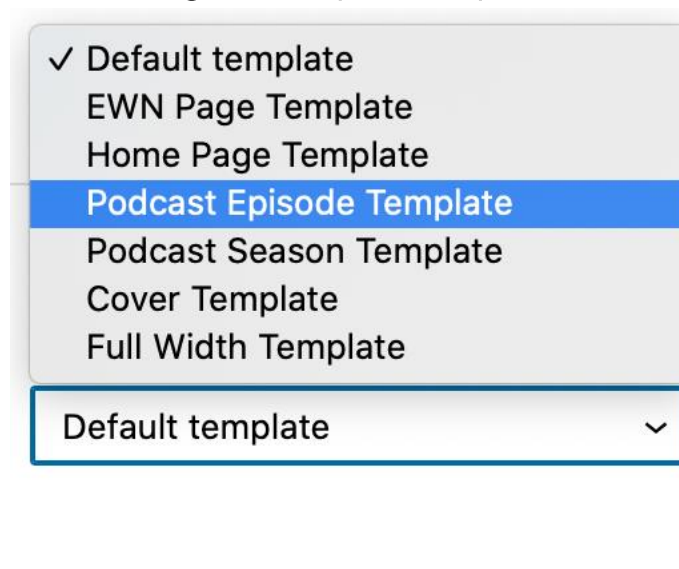 ✓ Default template
EWN Page Template
Home Page Template
Podcast Episode Template
Podcast Season Template
Cover Template
Full Width Template
Default template